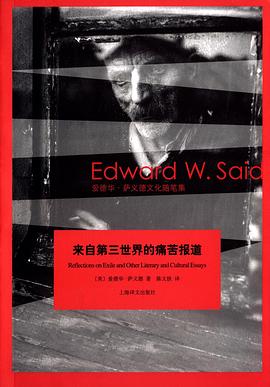 Edward W. Said
爱德华·萨义德文化随笔集
来自第三世界的痛苦报道
Reflections on Exile and Other Literary and Cultural Essays
(美) 爱德华·萨义德 著 陈文铁 译
上海译文出版社